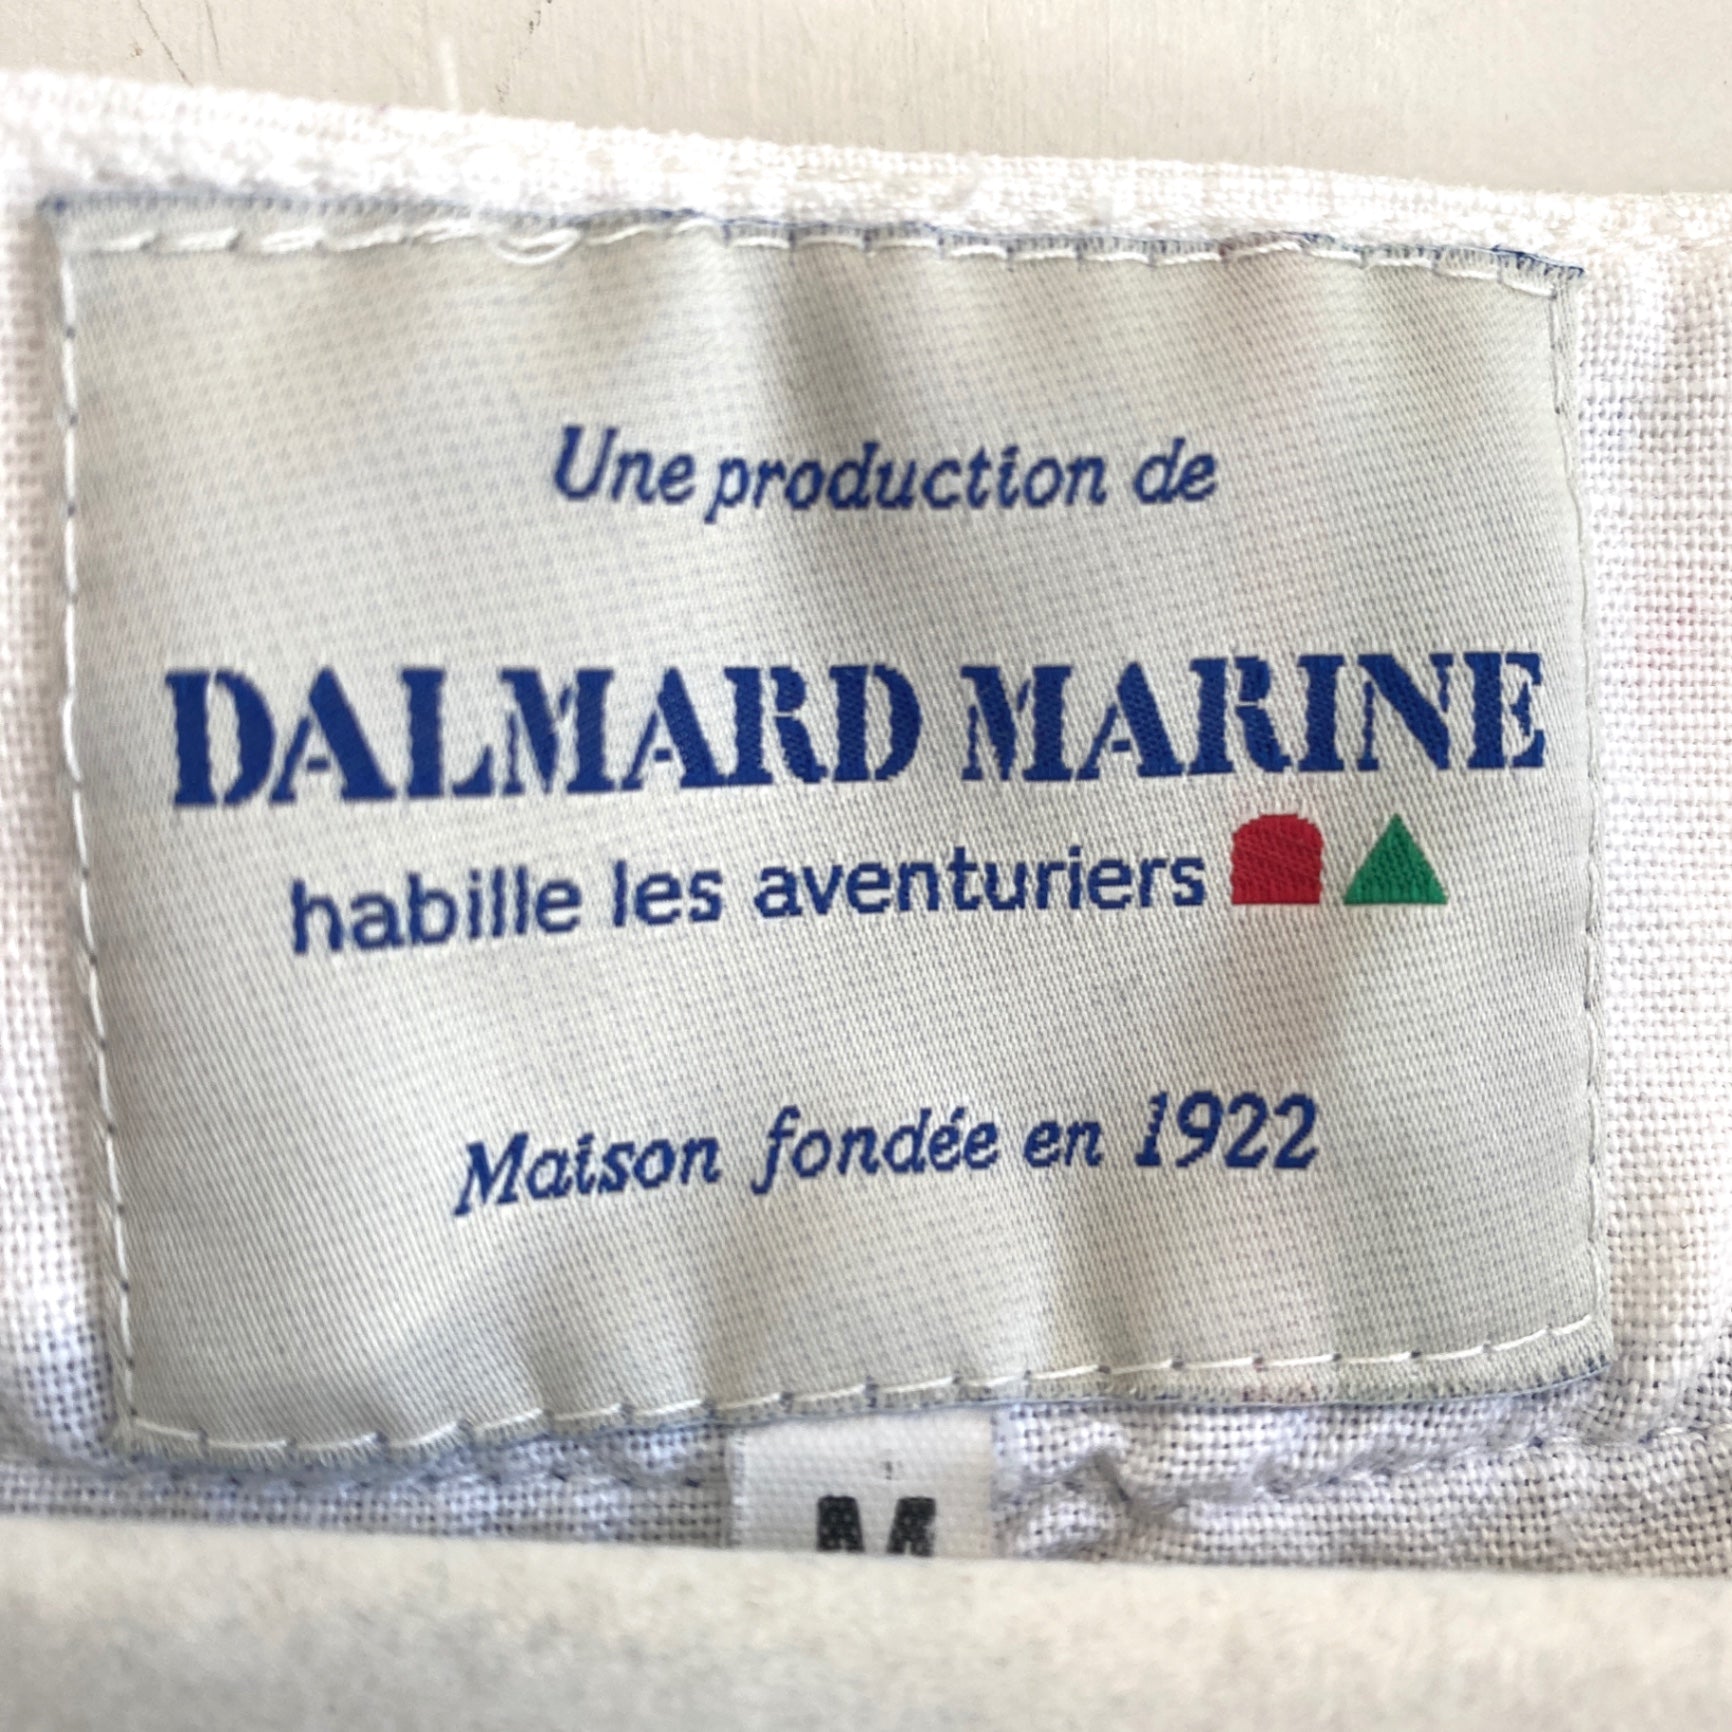 Une production de
DALMARD MARINE
habille les aventuriers
Maison fondée en 1922
M